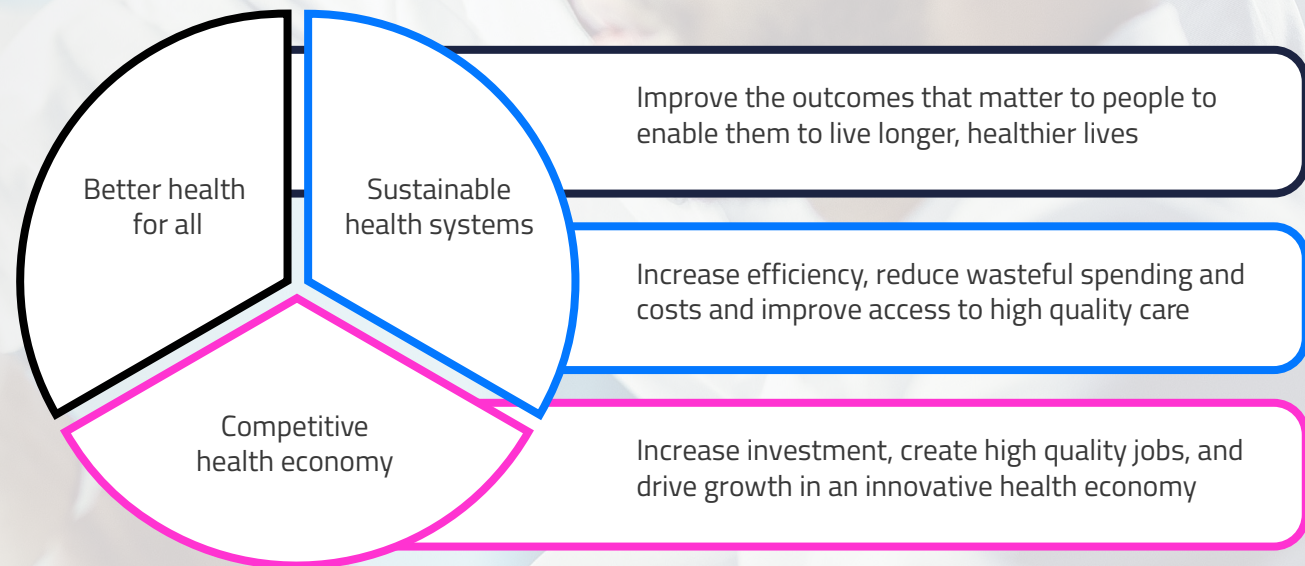 Better health
for all
Sustainable
health systems
Competitive
health economy
Improve the outcomes that matter to people to
enable them to live longer, healthier lives
Increase efficiency, reduce wasteful spending and
costs and improve access to high quality care
Increase investment, create high quality jobs, and
drive growth in an innovative health economy